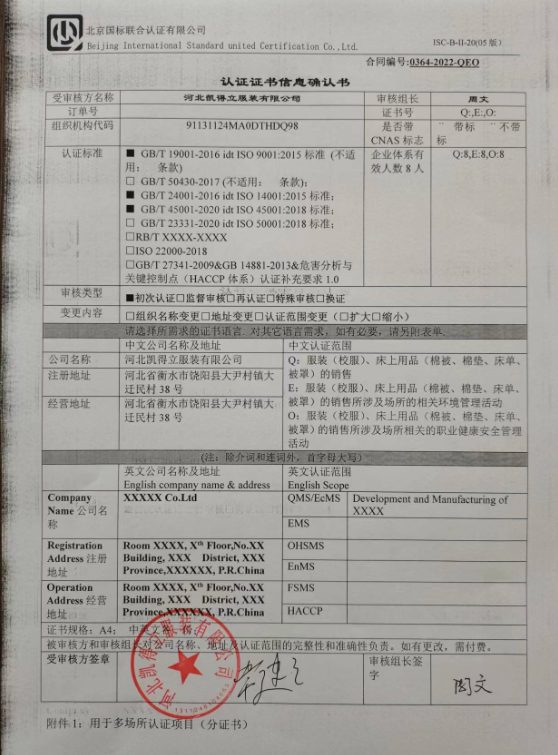 北京国标联合认证有限公司
Beijing International Standard united Certification Co.,Ltd.
ISC-B-II-20(05版)
合同编号:0364-2022-QEO
认证证书信息确认书
受审核方名称 河北凯得立服装有限公司 审核组长 周文
订单号 证书号 Q:,E:,O:
组织机构代码 91131124MA0DTHDQ98 是否带 CNAS 标志 ¨ 带标 ¨ 不带标
认证标准
■ GB/T 19001-2016 idt ISO 9001:2015 标准 (不适
用: 条款)
□ GB/T 50430-2017 (不适用: 条款);
■ GB/T 24001-2016 idt ISO 14001:2015 标准;
■ GB/T 45001-2020 idt ISO 45001:2018 标准;
□ GB/T 23331-2020 idt ISO 50001:2018 标准;
□RB/T XXXX-XXXX
□ISO 22000-2018
□GB/T 27341-2009&GB 14881-2013&危害分析与
关键控制点(HACCP 体系)认证补充要求 1.0
企业体系有
效人数 8 人
Q:8,E:8,O:8
审核类型 ■初次认证□监督审核□再认证□特殊审核□换证
变更内容 □组织名称变更□地址变更□认证范围变更(□扩大□缩小)
请选择所需求的证书语言. 对其它语言需求, 如有必要, 请另附表单.
中文公司名称及地址 中文认证范围
公司名称 河北凯得立服装有限公司
注册地址 河北省衡水市饶阳县大尹村镇大
迁民村 38 号
经营地址 河北省衡水市饶阳县大尹村镇大
迁民村 38 号
Q:服装(校服)、床上用品(棉被、棉垫、床单、
被罩)的销售
E:服装(校服)、床上用品(棉被、棉垫、床单、
被罩)的销售所涉及场所的相关环境管理活动
O:服装(校服)、床上用品(棉被、棉垫、床单、
被罩)的销售所涉及场所相关的职业健康安全管理
活动
(注: 除介词和连词外, 首字母大写)
英文公司名称及地址 英文认证范围
English company name & address English Scope
Company
Name 公司名
称
XXXXX Co.Ltd
QMS/EcMS Development and Manufacturing of
XXXX
EMS
Registration
Address 注册
地址
Room XXXX, Xth Floor,No.XX
Building, XXX District, XXX
Province,XXXXXX, P.R.China
OHSMS
EnMS
Operation
Address 经营
地址
Room XXXX, Xth Floor,No.XX
Building, XXX District, XXX
Province,XXXXXX, P.R.China
FSMS
HACCP
证书规格: A4; 中英文各
被审核方和审核组长对公司名称、地址及认证范围的完整性和准确性负责。如有更改, 需付费。
受审核方签章
河北凯得立服装有限公司
审核组长签
字
周文
附件 1: 用于多场所认证项目(分证书)